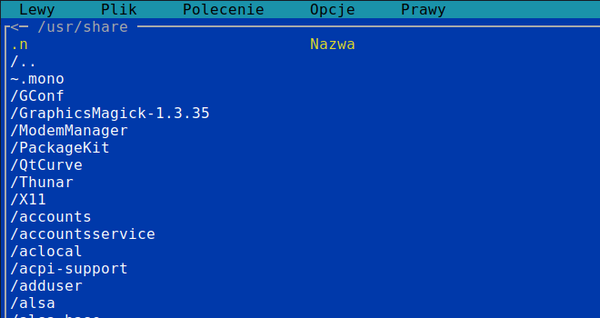 Lewy Plik Polecenie Opcje Prawy
<─ /usr/share
.n Nazwa
/..
~.mono
/GConf
/GraphicsMagick-1.3.35
/ModemManager
/PackageKit
/QtCurve
/Thunar
/X11
/accounts
/accountsservice
/aclocal
/acpi-support
/adduser
/alsa